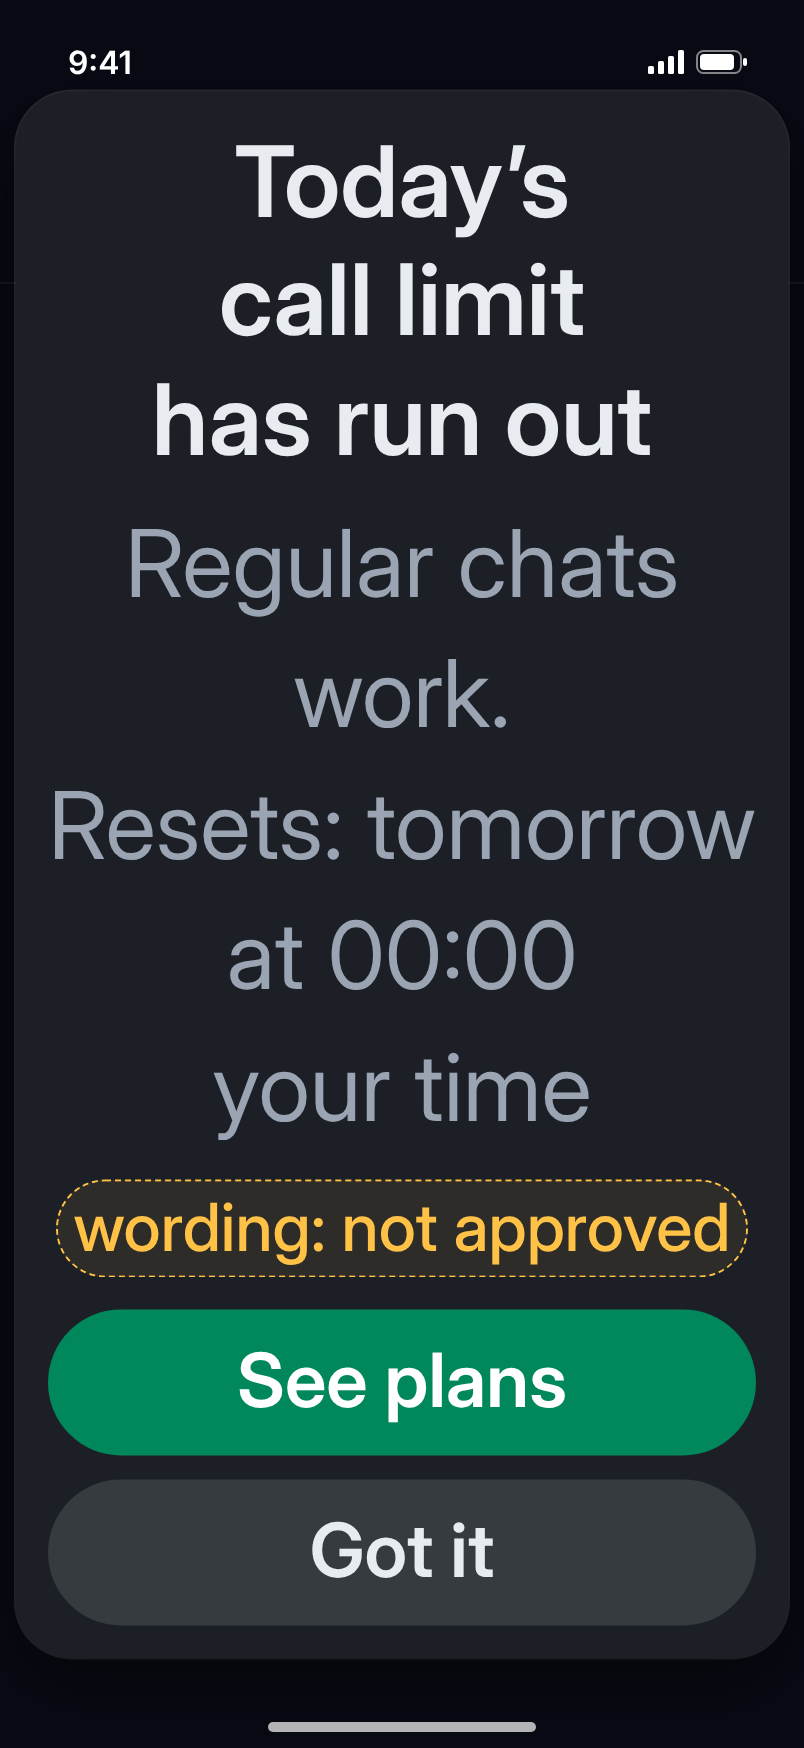 9:41
Today’s
call limit
has run out
Regular chats
work.
Resets: tomorrow
at 00:00
your time
wording: not approved
See plans
Got it